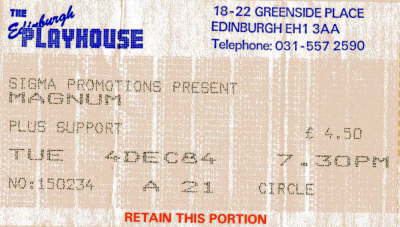 THE
Edinburgh
PLAYHOUSE
18-22 GREENSIDE PLACE
EDINBURGH EH1 3AA
Telephone: 031-557 2590
SIGMA PROMOTIONS PRESENT
MAGNUM
PLUS SUPPORT £ 4.50
TUE 4DEC84 7.30PM
NO:150234 A 21 CIRCLE
RETAIN THIS PORTION